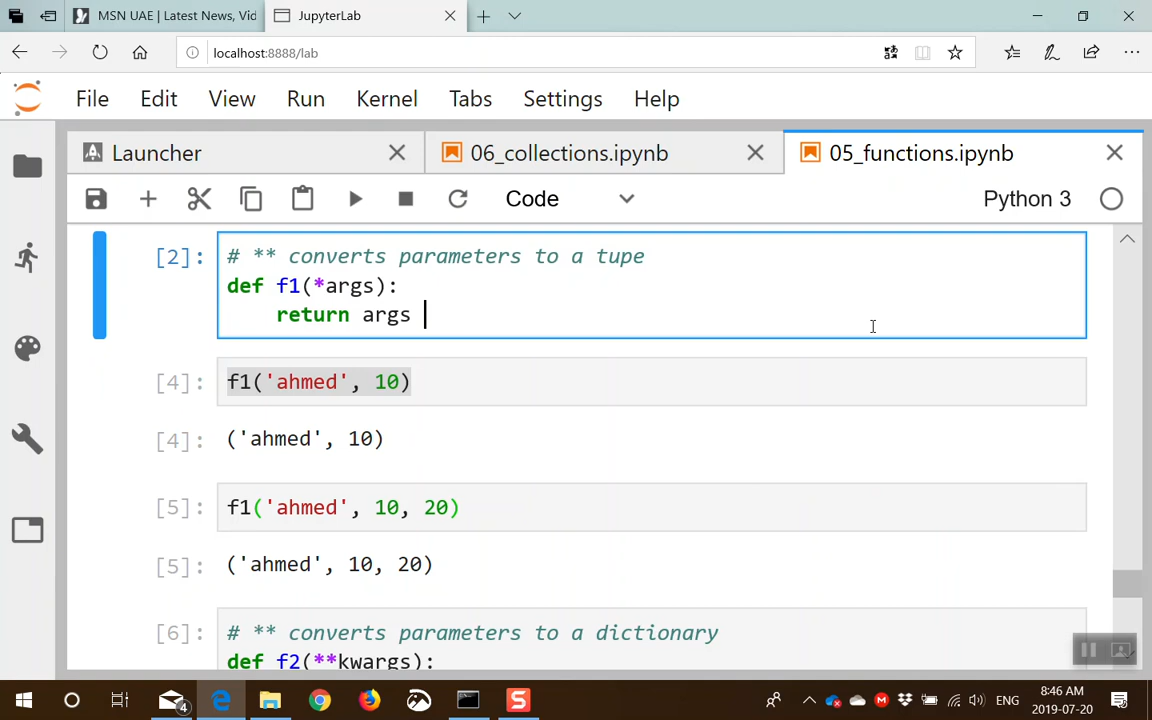 MSN UAE | Latest News, Vid
JupyterLab
localhost:8888/lab
File Edit View Run Kernel Tabs Settings Help
Launcher
06_collections.ipynb
05_functions.ipynb
Code
Python 3
[2]:
# ** converts parameters to a tupe
def f1(*args):
    return args
[4]:
f1('ahmed', 10)
[4]:
('ahmed', 10)
[5]:
f1('ahmed', 10, 20)
[5]:
('ahmed', 10, 20)
[6]:
# ** converts parameters to a dictionary
def f2(**kwargs):
4
S
ENG
8:46 AM
2019-07-20